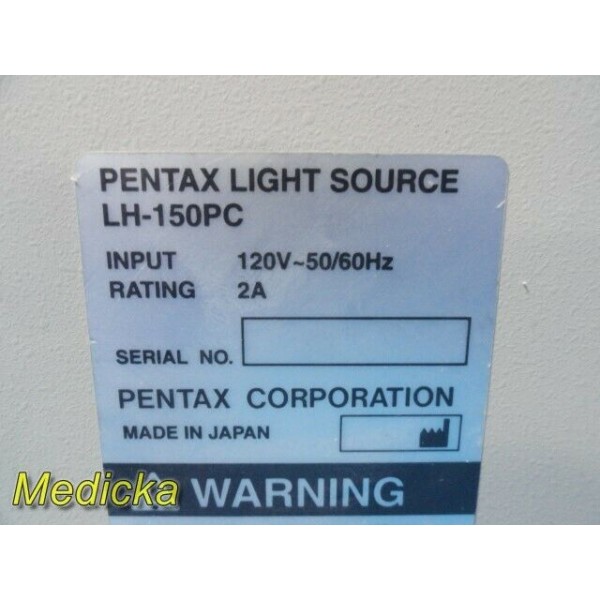 PENTAX LIGHT SOURCE
LH-150PC
INPUT 120V~50/60Hz
RATING 2A
SERIAL NO.
PENTAX CORPORATION
MADE IN JAPAN
WARNING
Medicka